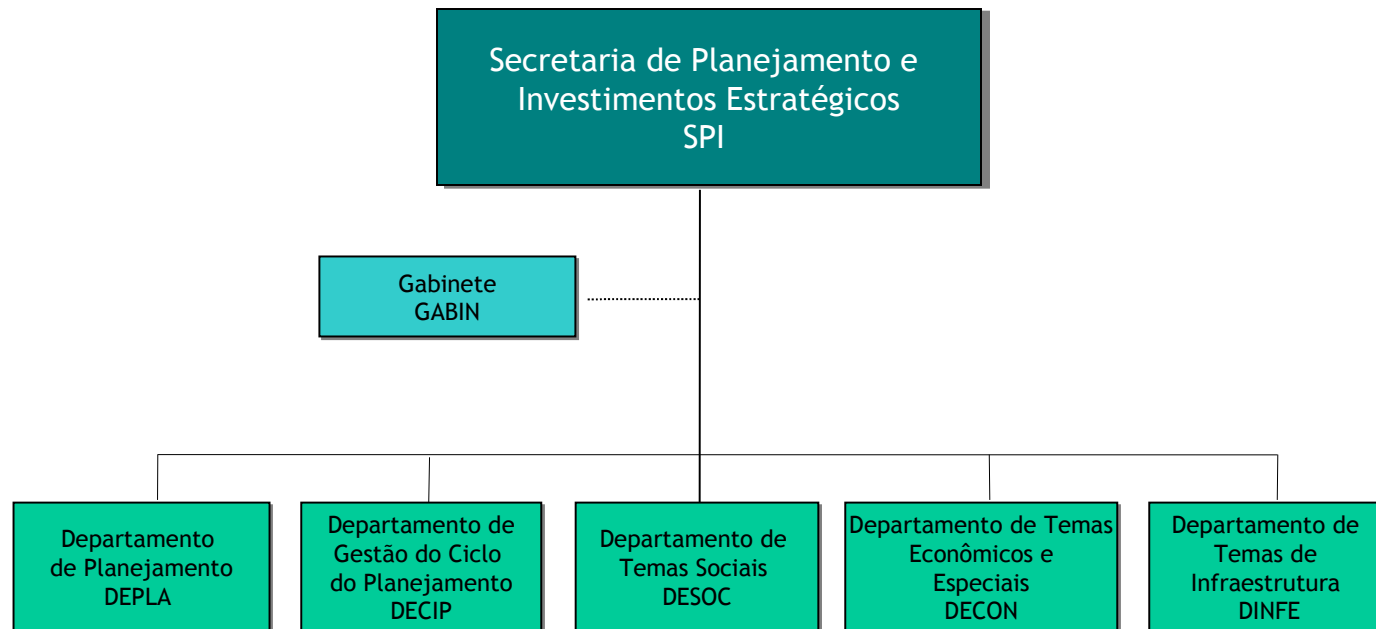 Secretaria de Planejamento e
Investimentos Estratégicos
SPI
Gabinete
GABIN
Departamento
de Planejamento
DEPLA
Departamento de
Gestão do Ciclo
do Planejamento
DECIP
Departamento de
Temas Sociais
DESOC
Departamento de Temas
Econômicos e
Especiais
DECON
Departamento de
Temas de
Infraestrutura
DINFE